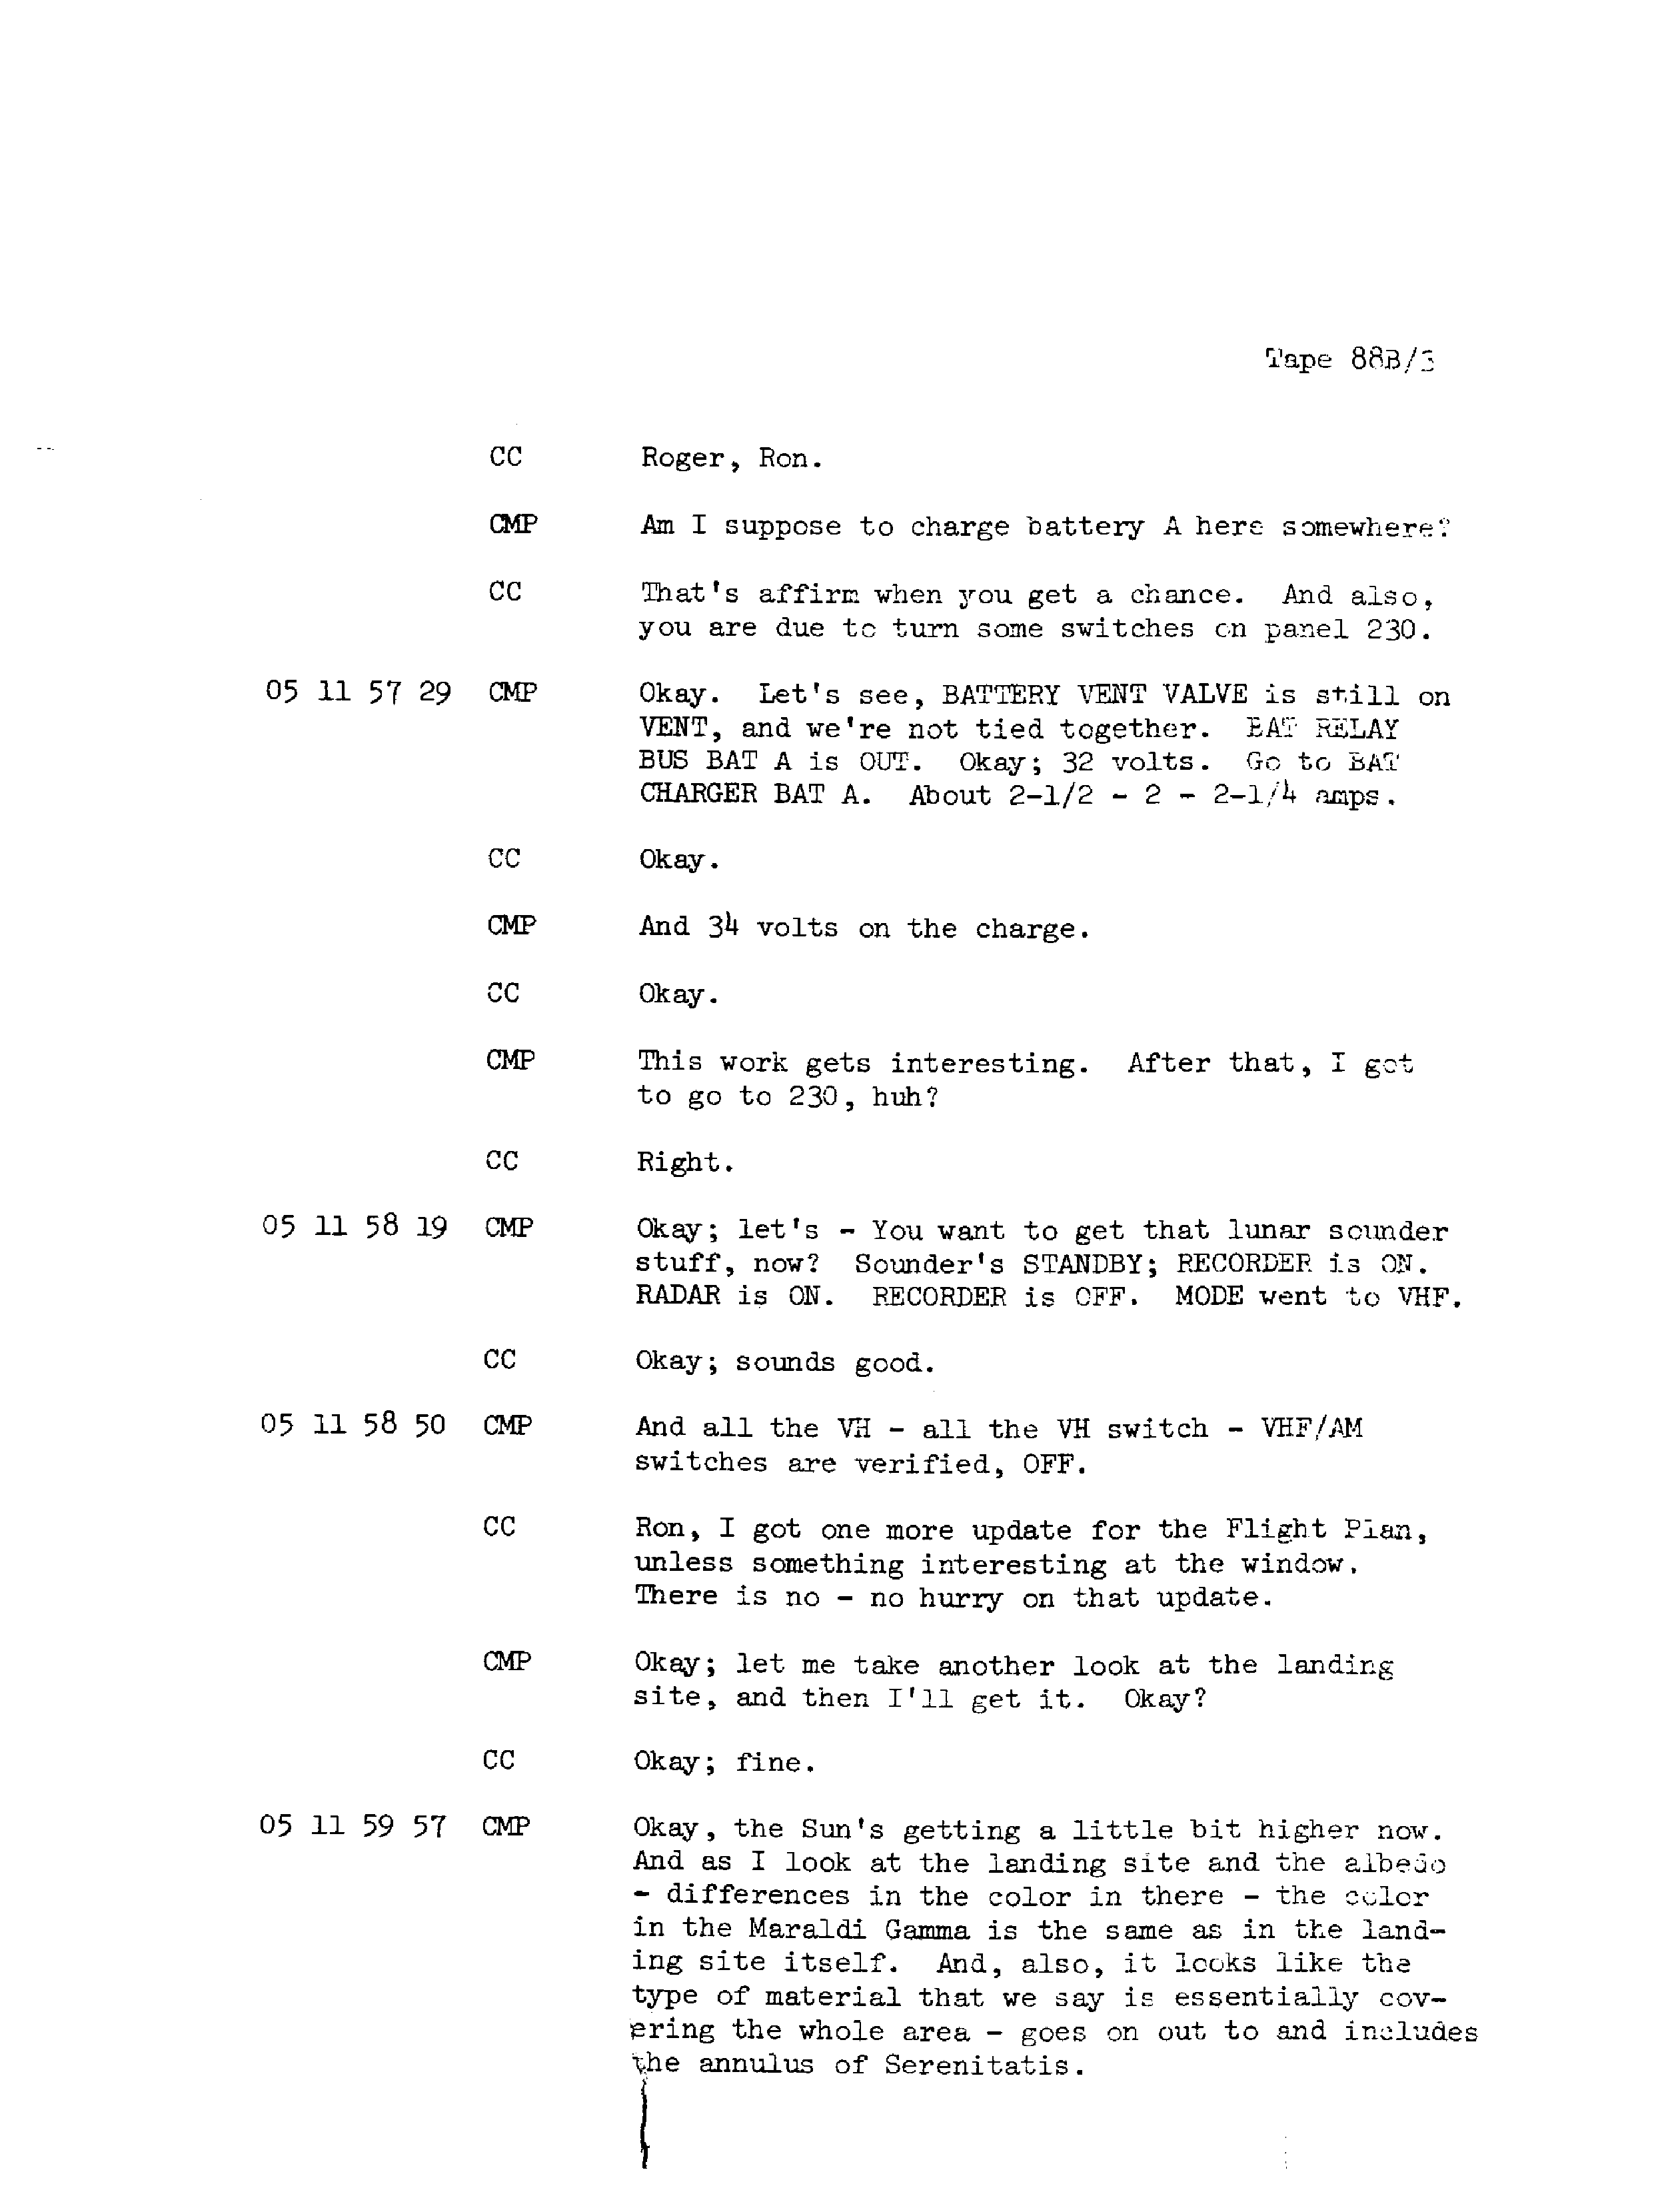 Tape 88B/3
CC Roger, Ron.
CMP Am I suppose to charge battery A here somewhere?
CC That's affirm when you get a chance. And also,
you are due to turn some switches on panel 230.
05 11 57 29 CMP Okay. Let's see, BATTERY VENT VALVE is still on
VENT, and we're not tied together. BAT RELAY
BUS BAT A is OUT. Okay; 32 volts. Go to BAT
CHARGER BAT A. About 2-1/2 - 2 - 2-1/4 amps.
CC Okay.
CMP And 34 volts on the charge.
CC Okay.
CMP This work gets interesting. After that, I got
to go to 230, huh?
CC Right.
05 11 58 19 CMP Okay; let's - You want to get that lunar sounder
stuff, now? Sounder's STANDBY; RECORDER is ON.
RADAR is ON. RECORDER is OFF. MODE went to VHF.
CC Okay; sounds good.
05 11 58 50 CMP And all the VH - all the VH switch - VHF/AM
switches are verified, OFF.
CC Ron, I got one more update for the Flight Plan,
unless something interesting at the window.
There is no - no hurry on that update.
CMP Okay; let me take another look at the landing
site, and then I'll get it. Okay?
CC Okay; fine.
05 11 59 57 CMP Okay, the Sun's getting a little bit higher now.
And as I look at the landing site and the albedo
- differences in the color in there - the color
in the Maraldi Gamma is the same as in the land-
ing site itself. And, also, it looks like the
type of material that we say is essentially cov-
ering the whole area - goes on out to and includes
the annulus of Serenitatis.